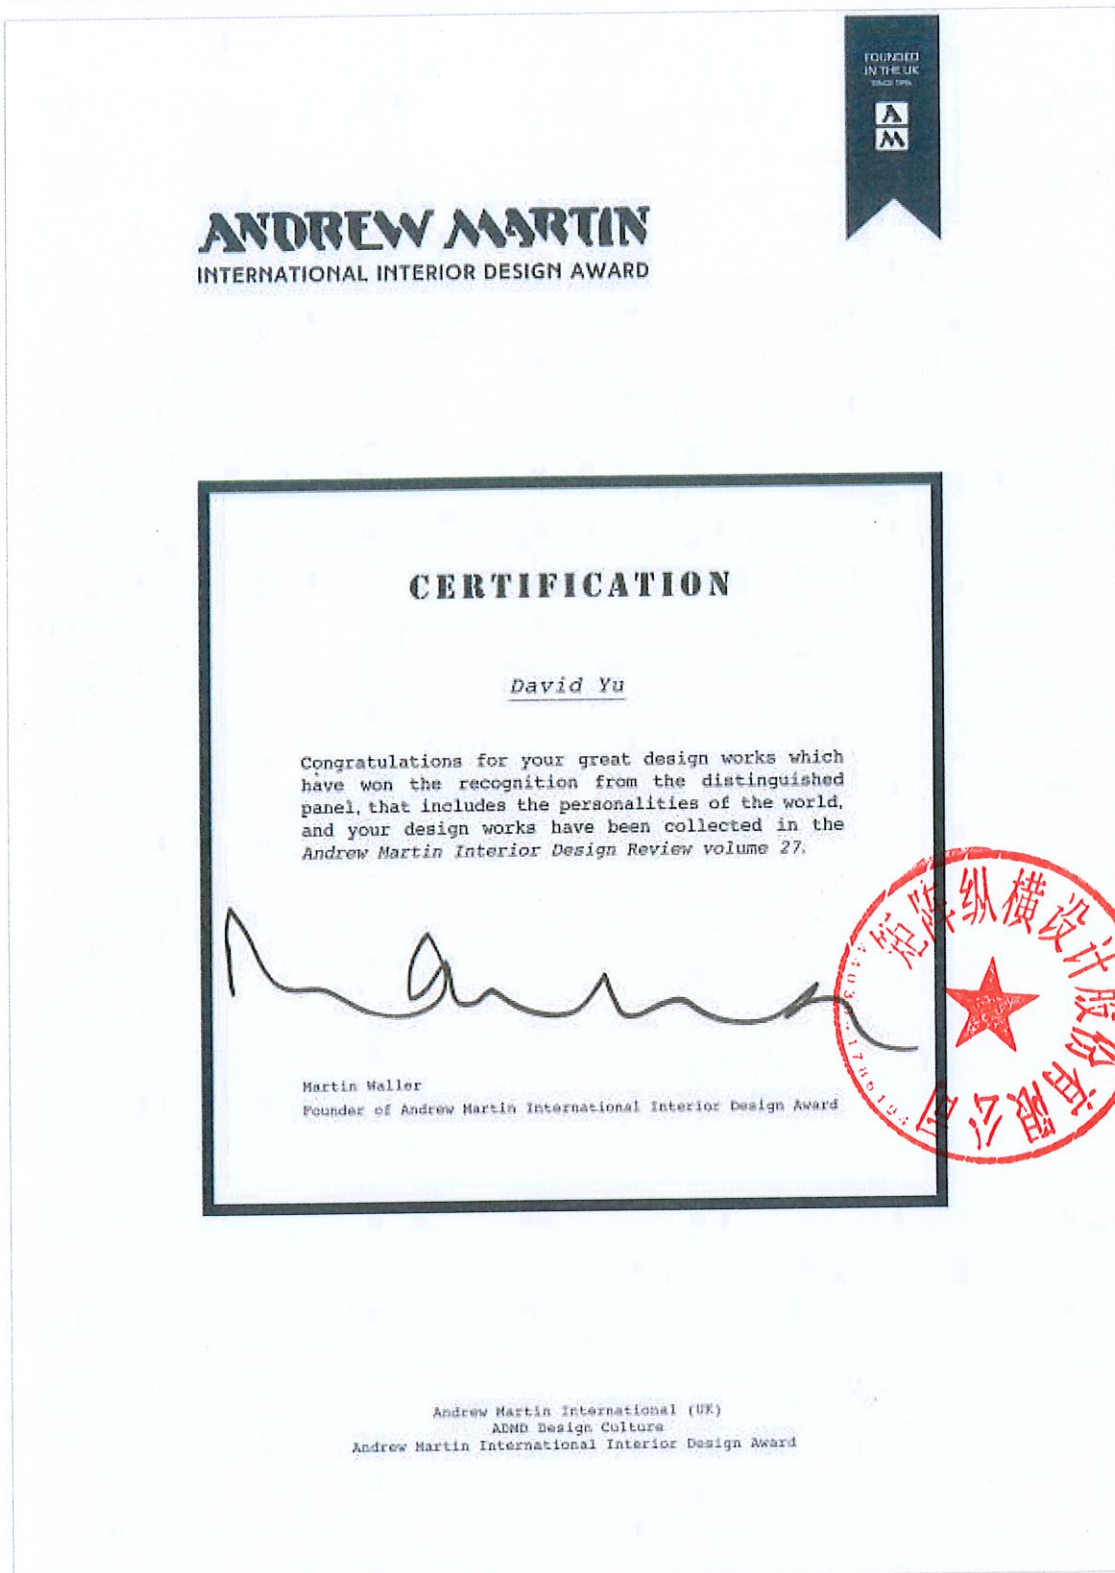 FOUNDED
IN THE UK
AM
ANDREW MARTIN
INTERNATIONAL INTERIOR DESIGN AWARD
CERTIFICATION
David Yu
Congratulations for your great design works which
have won the recognition from the distinguished
panel, that includes the personalities of the world,
and your design works have been collected in the
Andrew Martin Interior Design Review volume 27.
矩阵纵横设计股份有限公司
Martin Waller
Founder of Andrew Martin International Interior Design Award
Andrew Martin International (UK)
ADMD Design Culture
Andrew Martin International Interior Design Award